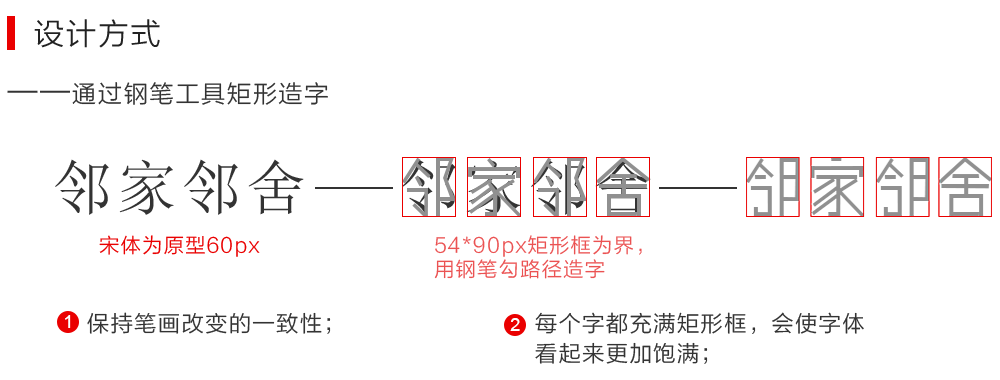 设计方式
——通过钢笔工具矩形造字
邻家邻舍 邻家邻舍 邻家邻舍
宋体为原型60px
54*90px矩形框为界，
用钢笔勾路径造字
1 保持笔画改变的一致性；
2 每个字都充满矩形框，会使字体
看起来更加饱满；